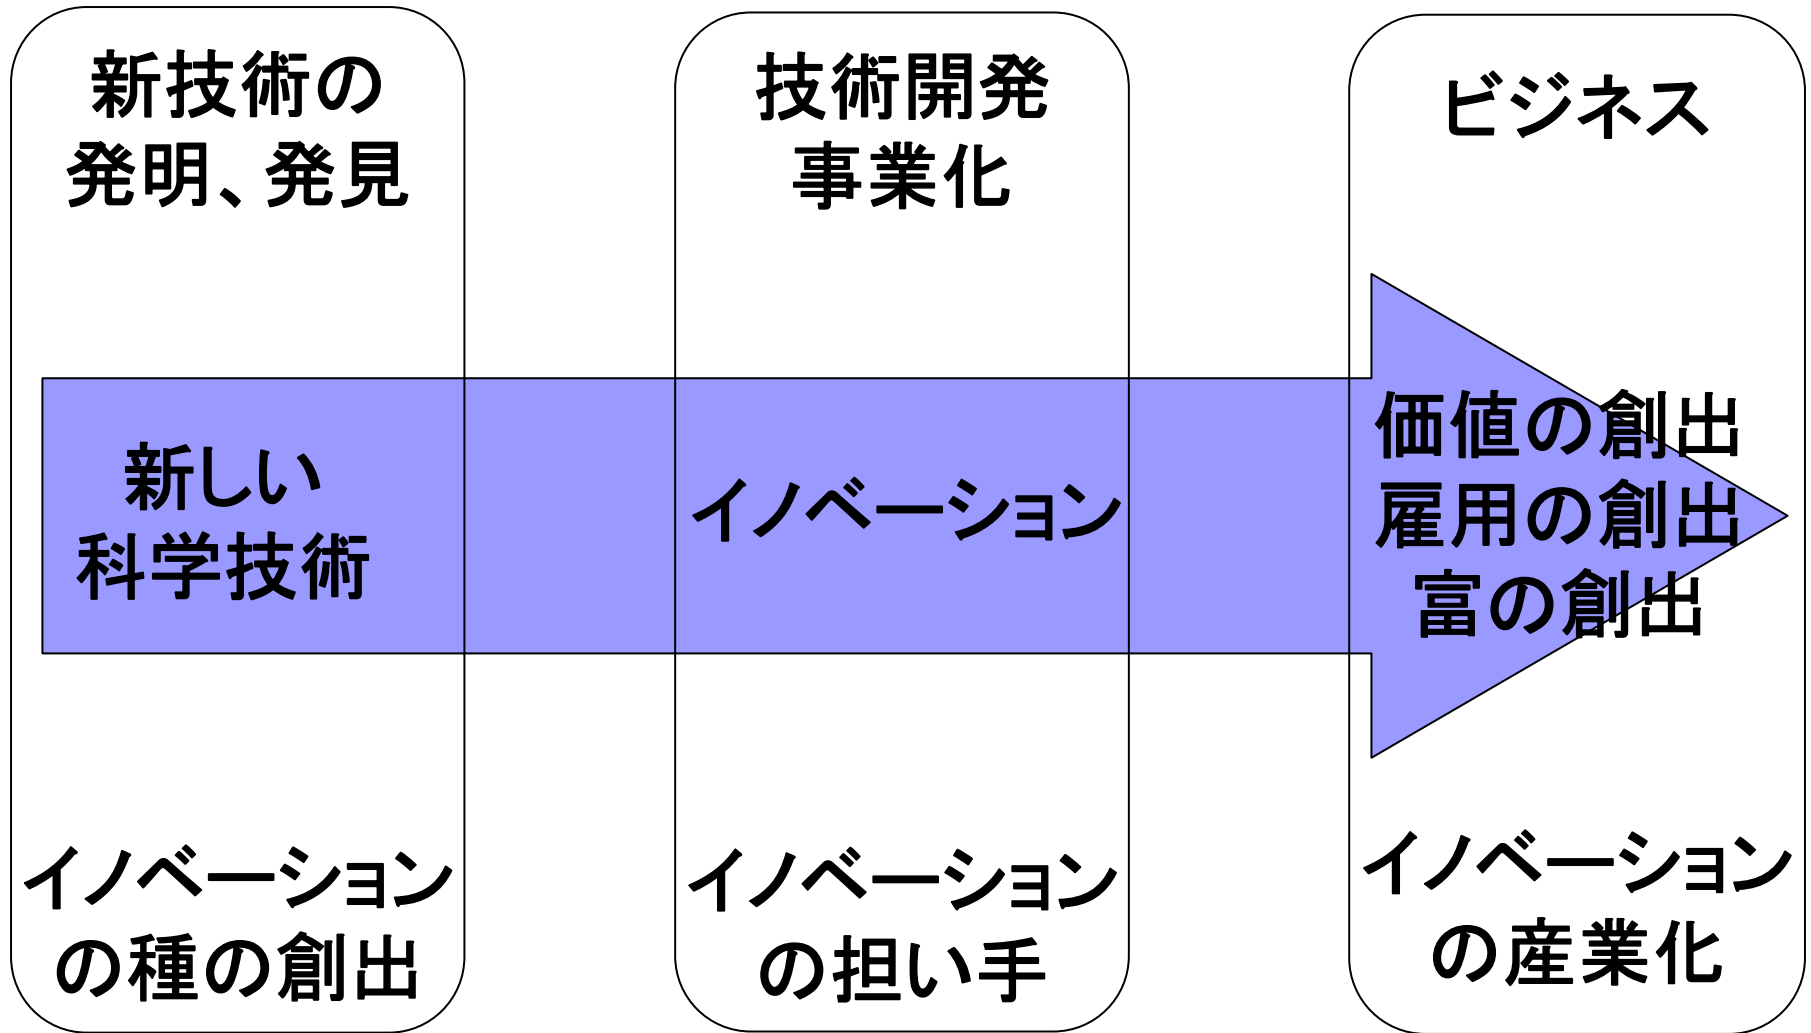 新技術の
発明、発見
新しい
科学技術
イノベーション
の種の創出
技術開発
事業化
イノベーション
イノベーション
の担い手
ビジネス
価値の創出
雇用の創出
富の創出
イノベーション
の産業化